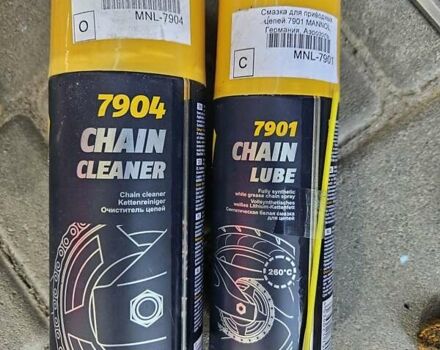 O
MNL-7904
7904
CHAIN
CLEANER
Chain cleaner
Kettenreiniger
Очиститель цепей
Смазка для приводных
цепей 7901 MANNOL,
Германия, Аэрозоль
C
MNL-7901
7901
CHAIN
LUBE
Fully synthetic
white grease chain spray
Vollsynthetisches
weißes Lithium-Kettenfett
Синтетическая белая смазка
для цепей
260°C